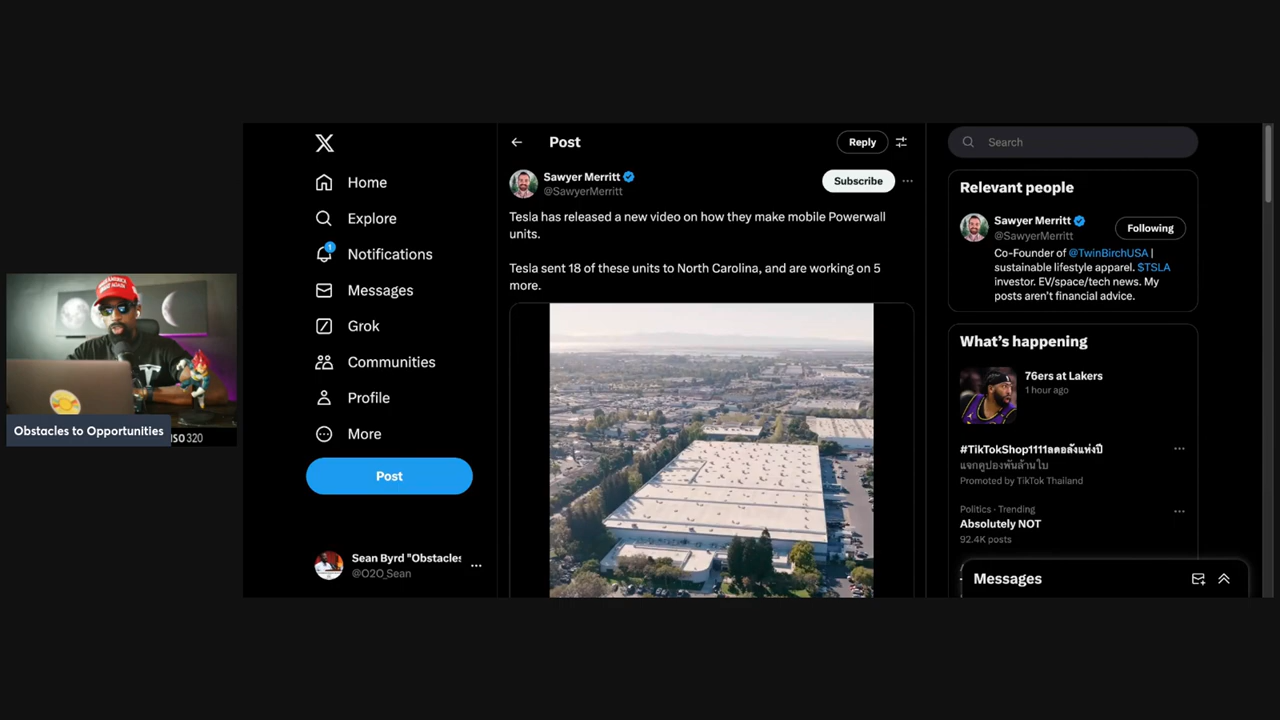 Obstacles to Opportunities
ISO 320
Home
Explore
1
Notifications
Messages
Grok
Communities
Profile
More
Post
Sean Byrd "Obstacles
@O2O_Sean
Post
Reply
Sawyer Merritt
@SawyerMerritt
Subscribe
Tesla has released a new video on how they make mobile Powerwall
units.
Tesla sent 18 of these units to North Carolina, and are working on 5
more.
Search
Relevant people
Sawyer Merritt
@SawyerMerritt
Following
Co-Founder of @TwinBirchUSA |
sustainable lifestyle apparel. $TSLA
investor. EV/space/tech news. My
posts aren't financial advice.
What's happening
76ers at Lakers
1 hour ago
#TikTokShop1111ลดอลังแห่งปี
แจกคูปองพันล้านใบ
Promoted by TikTok Thailand
Politics · Trending
Absolutely NOT
92.4K posts
Messages